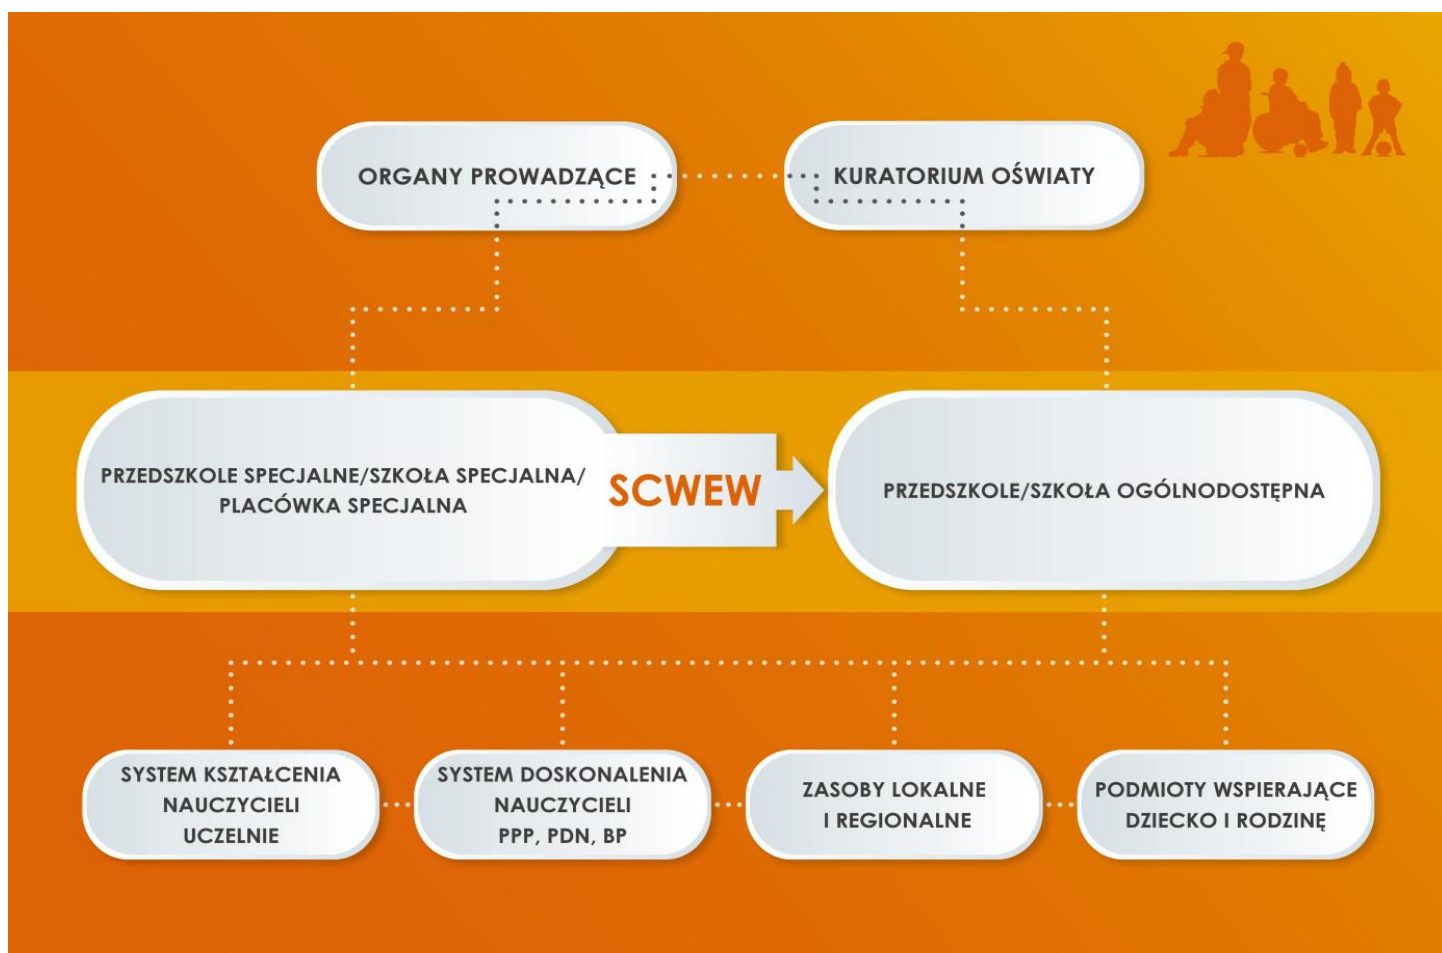 ORGANY PROWADZĄCE
KURATORIUM OŚWIATY
PRZEDSZKOLE SPECJALNE/SZKOŁA SPECJALNA/
PLACÓWKA SPECJALNA
SCWEW
PRZEDSZKOLE/SZKOŁA OGÓLNODOSTĘPNA
SYSTEM KSZTAŁCENIA
NAUCZYCIELI
UCZELNIE
SYSTEM DOSKONALENIA
NAUCZYCIELI
PPP, PDN, BP
ZASOBY LOKALNE
I REGIONALNE
PODMIOTY WSPIERAJĄCE
DZIECKO I RODZINĘ